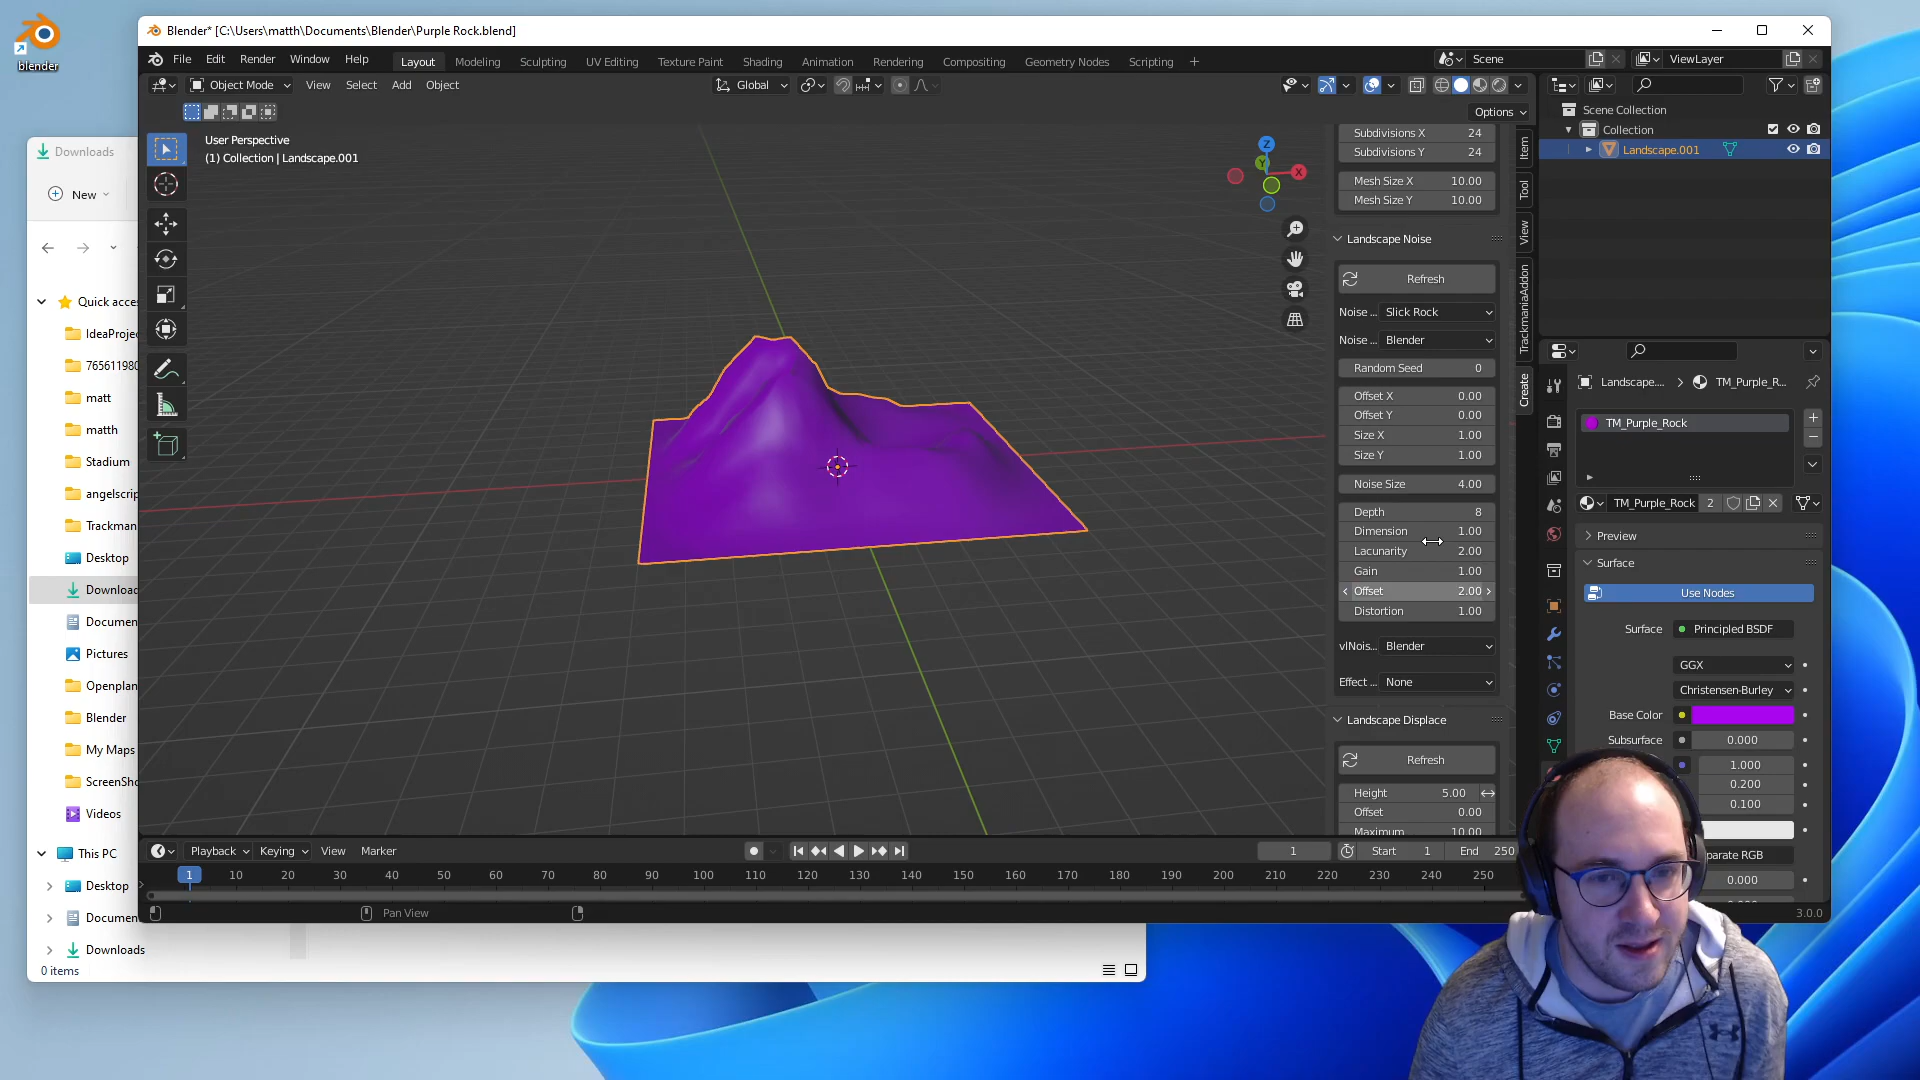 blender
Blender* [C:\Users\matth\Documents\Blender\Purple Rock.blend]
File Edit Render Window Help
Layout Modeling Sculpting UV Editing Texture Paint Shading Animation Rendering Compositing Geometry Nodes Scripting
Scene
ViewLayer
Object Mode
View Select Add Object
Global
Options
User Perspective
(1) Collection | Landscape.001
Z
Y
X
Item
Tool
View
TrackmaniaAddon
Create
Subdivisions X 24
Subdivisions Y 24
Mesh Size X 10.00
Mesh Size Y 10.00
Landscape Noise
Refresh
Noise ... Slick Rock
Noise ... Blender
Random Seed 0
Offset X 0.00
Offset Y 0.00
Size X 1.00
Size Y 1.00
Noise Size 4.00
Depth 8
Dimension 1.00
Lacunarity 2.00
Gain 1.00
Offset 2.00
Distortion 1.00
vlNois... Blender
Effect ... None
Landscape Displace
Refresh
Height 5.00
Offset 0.00
Maximum 10.00
Scene Collection
Collection
Landscape.001
Landscape....
TM_Purple_R...
TM_Purple_Rock
TM_Purple_Rock 2
Preview
Surface
Use Nodes
Surface Principled BSDF
GGX
Christensen-Burley
Base Color
Subsurface 0.000
1.000
0.200
0.100
parate RGB
0.000
Playback Keying View Marker
1
Start 1
End 250
1 10 20 30 40 50 60 70 80 90 100 110 120 130 140 150 160 170 180 190 200 210 220 230 240 250
Pan View
3.0.0
Downloads
New
Quick acces
IdeaProjec
765611980
matt
matth
Stadium
angelscrip
Trackman
Desktop
Download
Documen
Pictures
Openplan
Blender
My Maps
ScreenSho
Videos
This PC
Desktop
Documen
Downloads
0 items